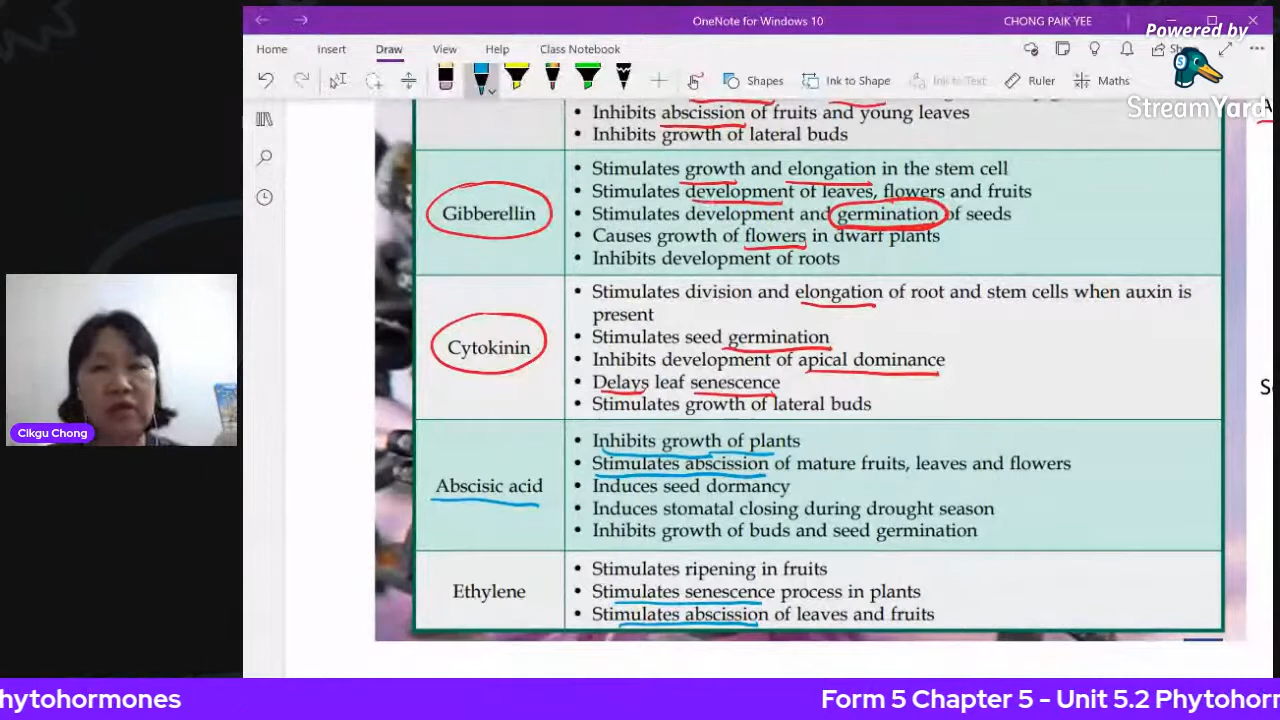 OneNote for Windows 10
CHONG PAIK YEE
Powered by
StreamYard
Home Insert Draw View Help Class Notebook
Shapes Ink to Shape Ink to Text Ruler Maths
• Inhibits abscission of fruits and young leaves
• Inhibits growth of lateral buds
Gibberellin
• Stimulates growth and elongation in the stem cell
• Stimulates development of leaves, flowers and fruits
• Stimulates development and germination of seeds
• Causes growth of flowers in dwarf plants
• Inhibits development of roots
Cytokinin
• Stimulates division and elongation of root and stem cells when auxin is
present
• Stimulates seed germination
• Inhibits development of apical dominance
• Delays leaf senescence
• Stimulates growth of lateral buds
Abscisic acid
• Inhibits growth of plants
• Stimulates abscission of mature fruits, leaves and flowers
• Induces seed dormancy
• Induces stomatal closing during drought season
• Inhibits growth of buds and seed germination
Ethylene
• Stimulates ripening in fruits
• Stimulates senescence process in plants
• Stimulates abscission of leaves and fruits
Cikgu Chong
hytohormones
Form 5 Chapter 5 - Unit 5.2 Phytohor